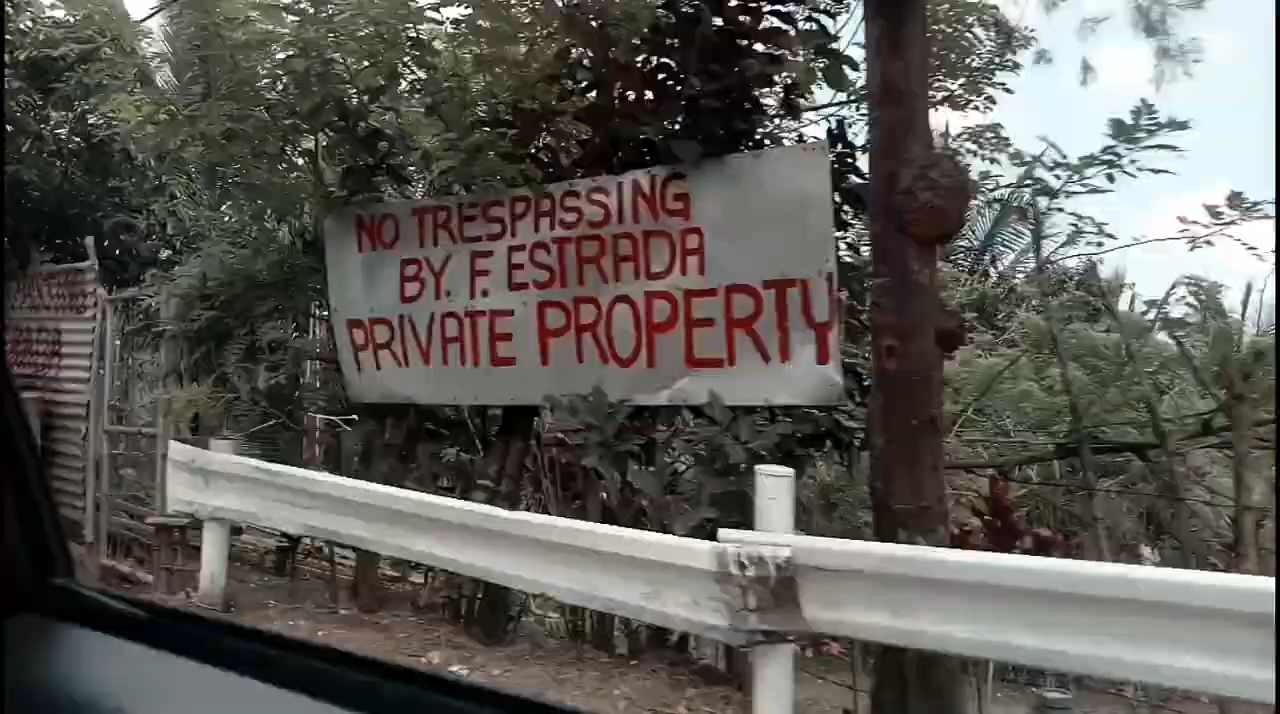 NO TRESPASSING
BY. F. ESTRADA
PRIVATE PROPERTY